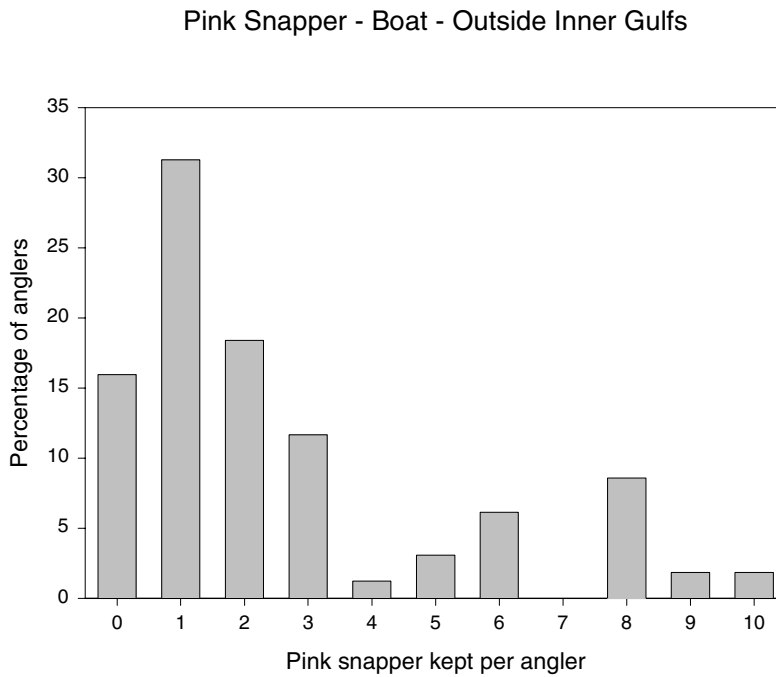 Pink Snapper - Boat - Outside Inner Gulfs
35
30
25
20
15
10
5
0
Percentage of anglers
0 1 2 3 4 5 6 7 8 9 10
Pink snapper kept per angler